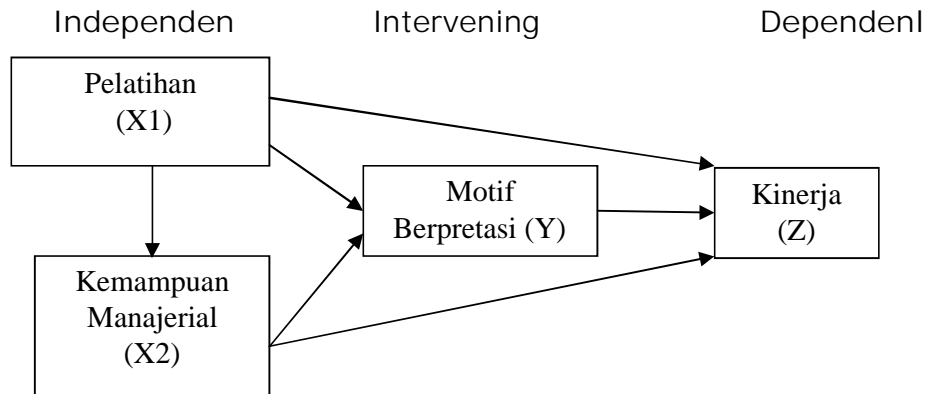 Independen Intervening Dependenl
Pelatihan
(X1)
Motif
Berpretasi (Y)
Kinerja
(Z)
Kemampuan
Manajerial
(X2)